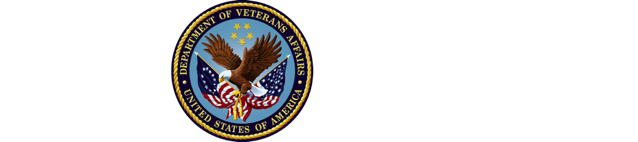 DEPARTMENT OF VETERANS AFFAIRS
UNITED STATES OF AMERICA